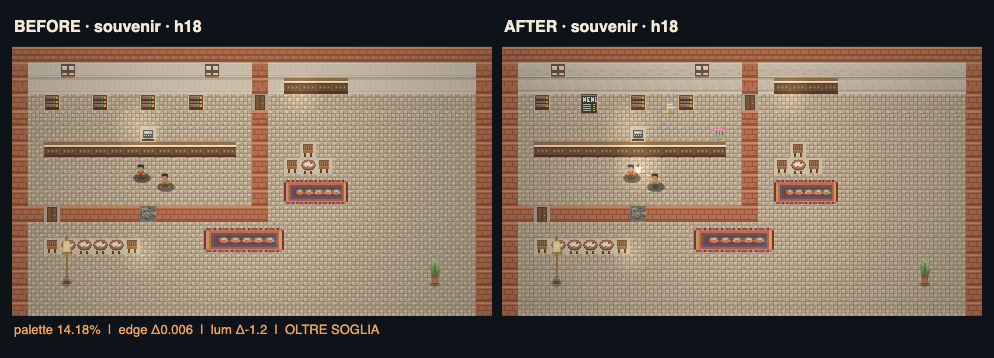 BEFORE · souvenir · h18
AFTER · souvenir · h18
MENU
palette 14.18% | edge Δ0.006 | lum Δ-1.2 | OLTRE SOGLIA